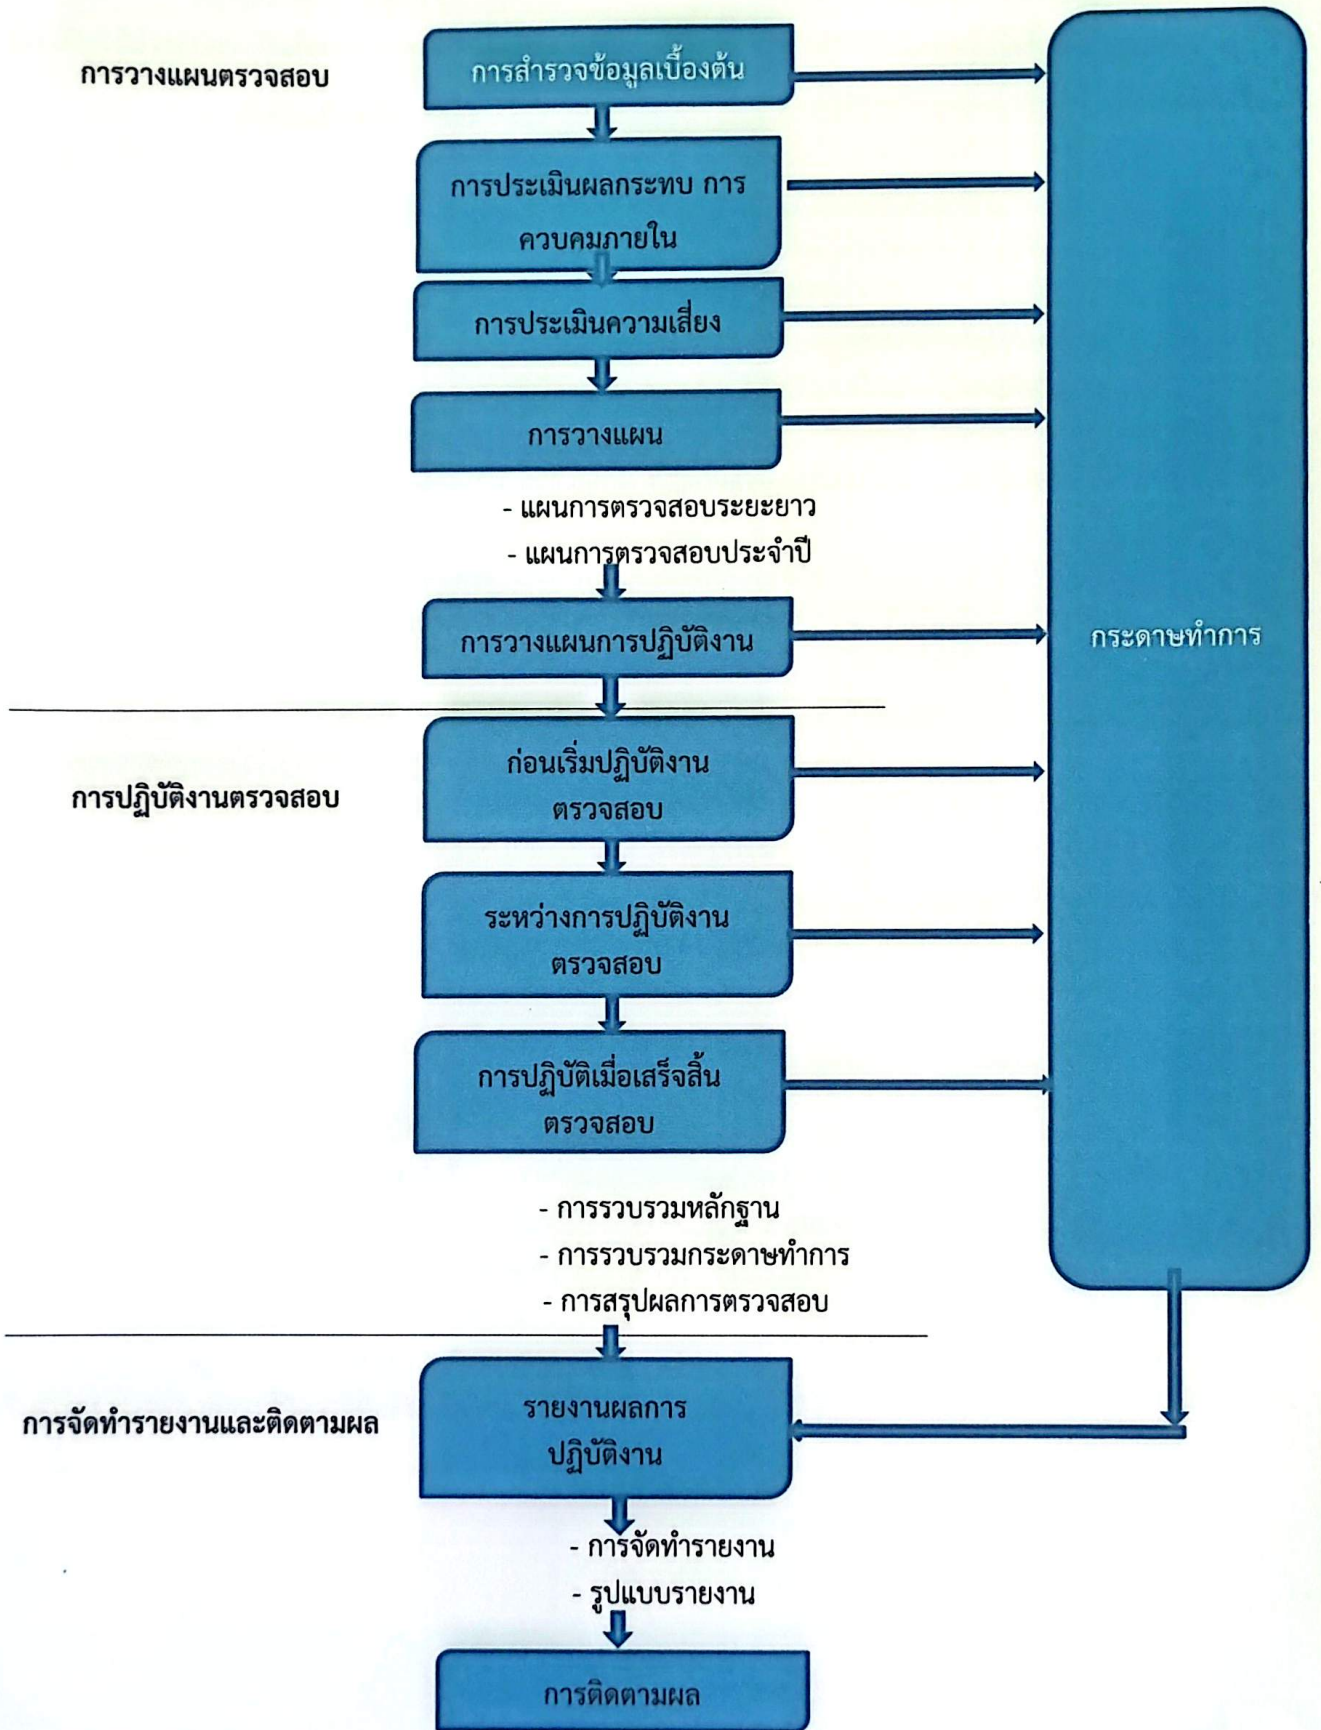 การวางแผนตรวจสอบ
การสำรวจข้อมูลเบื้องต้น
การประเมินผลกระทบ การ
ควบคมภายใน
การประเมินความเสี่ยง
การวางแผน
- แผนการตรวจสอบระยะยาว
- แผนการตรวจสอบประจำปี
การวางแผนการปฏิบัติงาน
กระดาษทำการ
การปฏิบัติงานตรวจสอบ
ก่อนเริ่มปฏิบัติงาน
ตรวจสอบ
ระหว่างการปฏิบัติงาน
ตรวจสอบ
การปฏิบัติเมื่อเสร็จสิ้น
ตรวจสอบ
- การรวบรวมหลักฐาน
- การรวบรวมกระดาษทำการ
- การสรุปผลการตรวจสอบ
การจัดทำรายงานและติดตามผล
รายงานผลการ
ปฏิบัติงาน
- การจัดทำรายงาน
- รูปแบบรายงาน
การติดตามผล